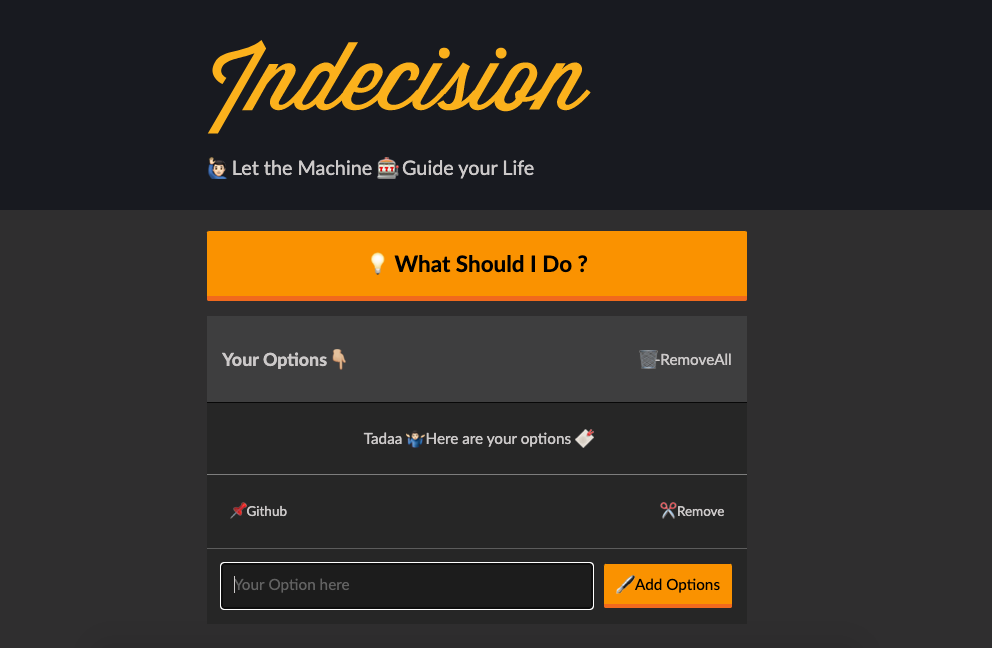 Indecision
🙋🏻‍♂️ Let the Machine 🎰 Guide your Life
💡 What Should I Do ?
Your Options 👇🏼
🗑-RemoveAll
Tadaa 🤷🏻‍♂️Here are your options 🔖
📌Github
✂️Remove
Your Option here
🖌Add Options